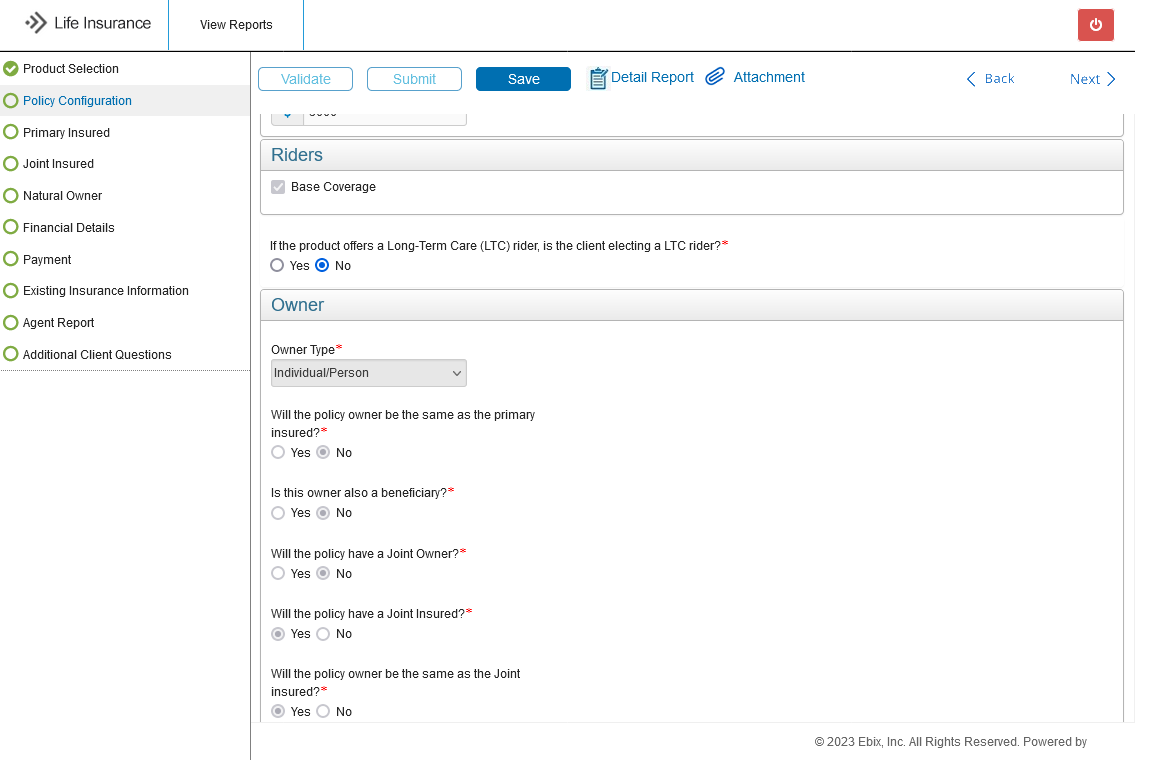 Life Insurance
View Reports
Product Selection
Policy Configuration
Primary Insured
Joint Insured
Natural Owner
Financial Details
Payment
Existing Insurance Information
Agent Report
Additional Client Questions
Validate
Submit
Save
Detail Report
Attachment
Back
Next
Riders
Base Coverage
If the product offers a Long-Term Care (LTC) rider, is the client electing a LTC rider?*
Yes No
Owner
Owner Type*
Individual/Person
Will the policy owner be the same as the primary
insured?*
Yes No
Is this owner also a beneficiary?*
Yes No
Will the policy have a Joint Owner?*
Yes No
Will the policy have a Joint Insured?*
Yes No
Will the policy owner be the same as the Joint
insured?*
Yes No
© 2023 Ebix, Inc. All Rights Reserved. Powered by